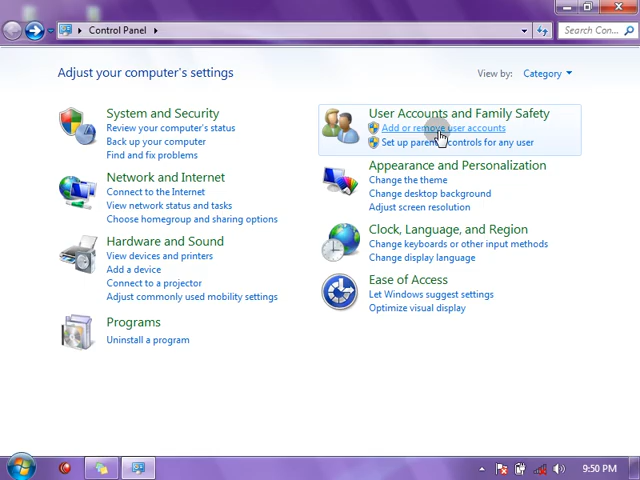 Control Panel
Search Con...
Adjust your computer's settings
View by: Category
System and Security
Review your computer's status
Back up your computer
Find and fix problems
Network and Internet
Connect to the Internet
View network status and tasks
Choose homegroup and sharing options
Hardware and Sound
View devices and printers
Add a device
Connect to a projector
Adjust commonly used mobility settings
Programs
Uninstall a program
User Accounts and Family Safety
Add or remove user accounts
Set up parental controls for any user
Appearance and Personalization
Change the theme
Change desktop background
Adjust screen resolution
Clock, Language, and Region
Change keyboards or other input methods
Change display language
Ease of Access
Let Windows suggest settings
Optimize visual display
9:50 PM